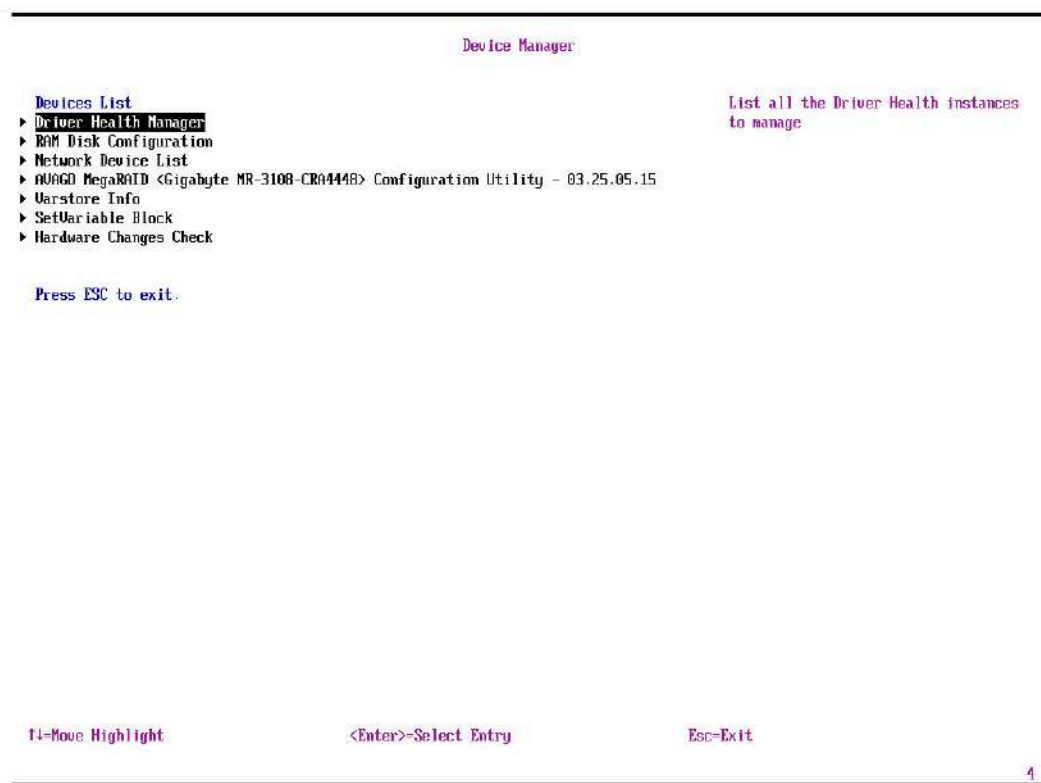 Device Manager
Devices List
List all the Driver Health instances
to manage
▶ Driver Health Manager
▶ RAM Disk Configuration
▶ Network Device List
▶ AVAGO MegaRAID <Gigabyte MR-3108-CRA4448> Configuration Utility - 03.25.05.15
▶ Varstore Info
▶ SetVariable Block
▶ Hardware Changes Check
Press ESC to exit.
↑↓=Move Highlight
<Enter>=Select Entry
Esc=Exit
4